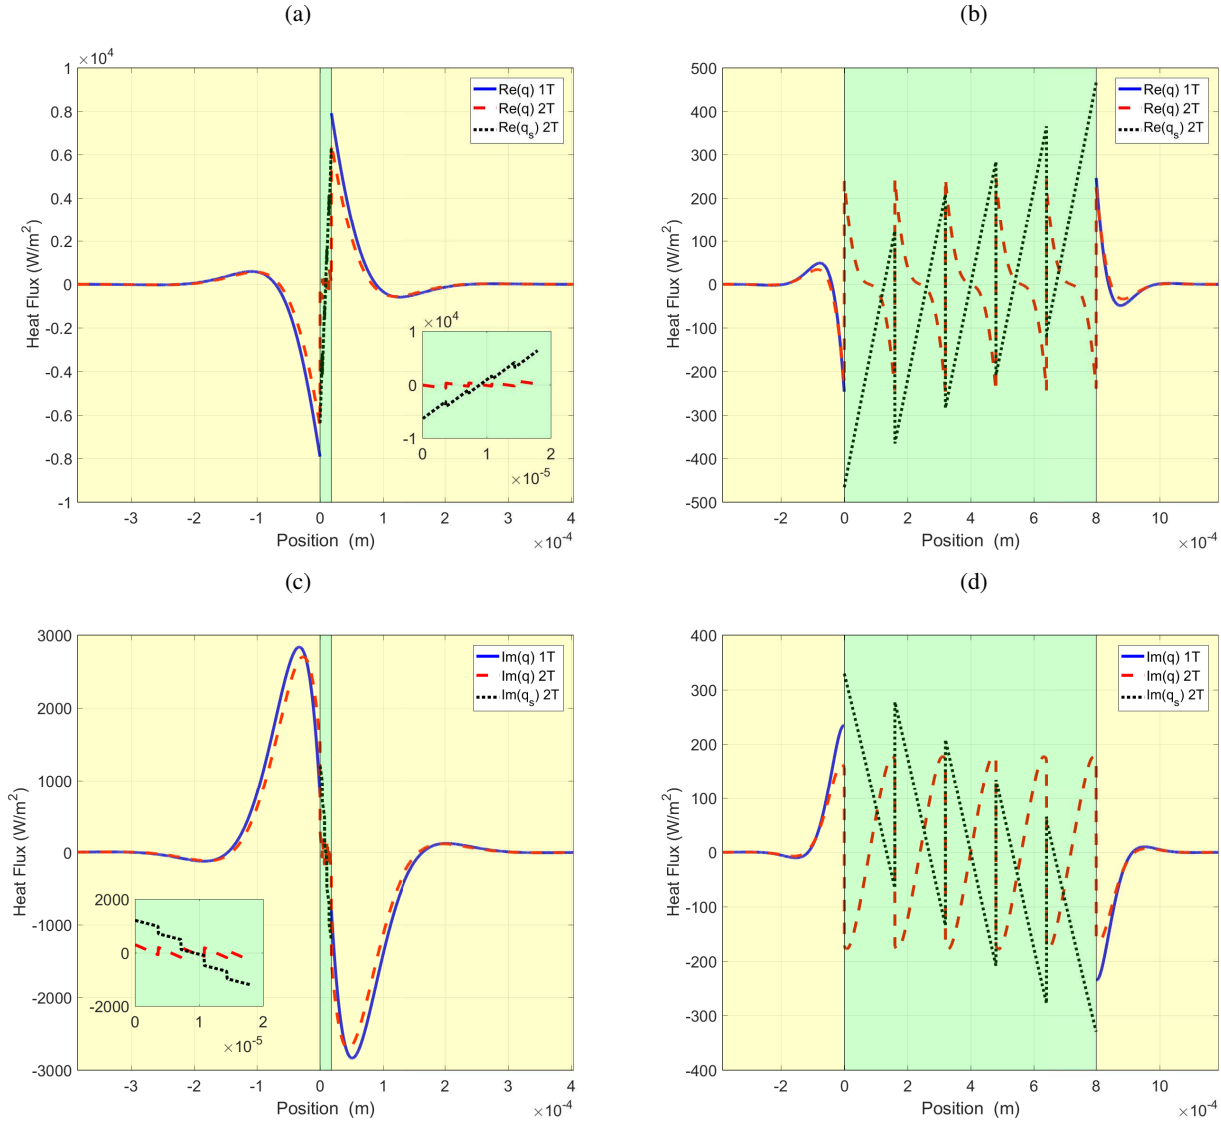 (a)
×10^4
1
0.8
0.6
0.4
0.2
0
-0.2
-0.4
-0.6
-0.8
-1
Heat Flux (W/m^2)
Re(q) 1T
Re(q) 2T
Re(q_s) 2T
×10^4
1
0
-1
0 1 2
×10^-5
-3 -2 -1 0 1 2 3 4
Position (m)
×10^-4
(b)
500
400
300
200
100
0
-100
-200
-300
-400
-500
Heat Flux (W/m^2)
Re(q) 1T
Re(q) 2T
Re(q_s) 2T
-2 0 2 4 6 8 10
Position (m)
×10^-4
(c)
3000
2000
1000
0
-1000
-2000
-3000
Heat Flux (W/m^2)
Im(q) 1T
Im(q) 2T
Im(q_s) 2T
2000
0
-2000
0 1 2
×10^-5
-3 -2 -1 0 1 2 3 4
Position (m)
×10^-4
(d)
400
300
200
100
0
-100
-200
-300
-400
Heat Flux (W/m^2)
Im(q) 1T
Im(q) 2T
Im(q_s) 2T
-2 0 2 4 6 8 10
Position (m)
×10^-4